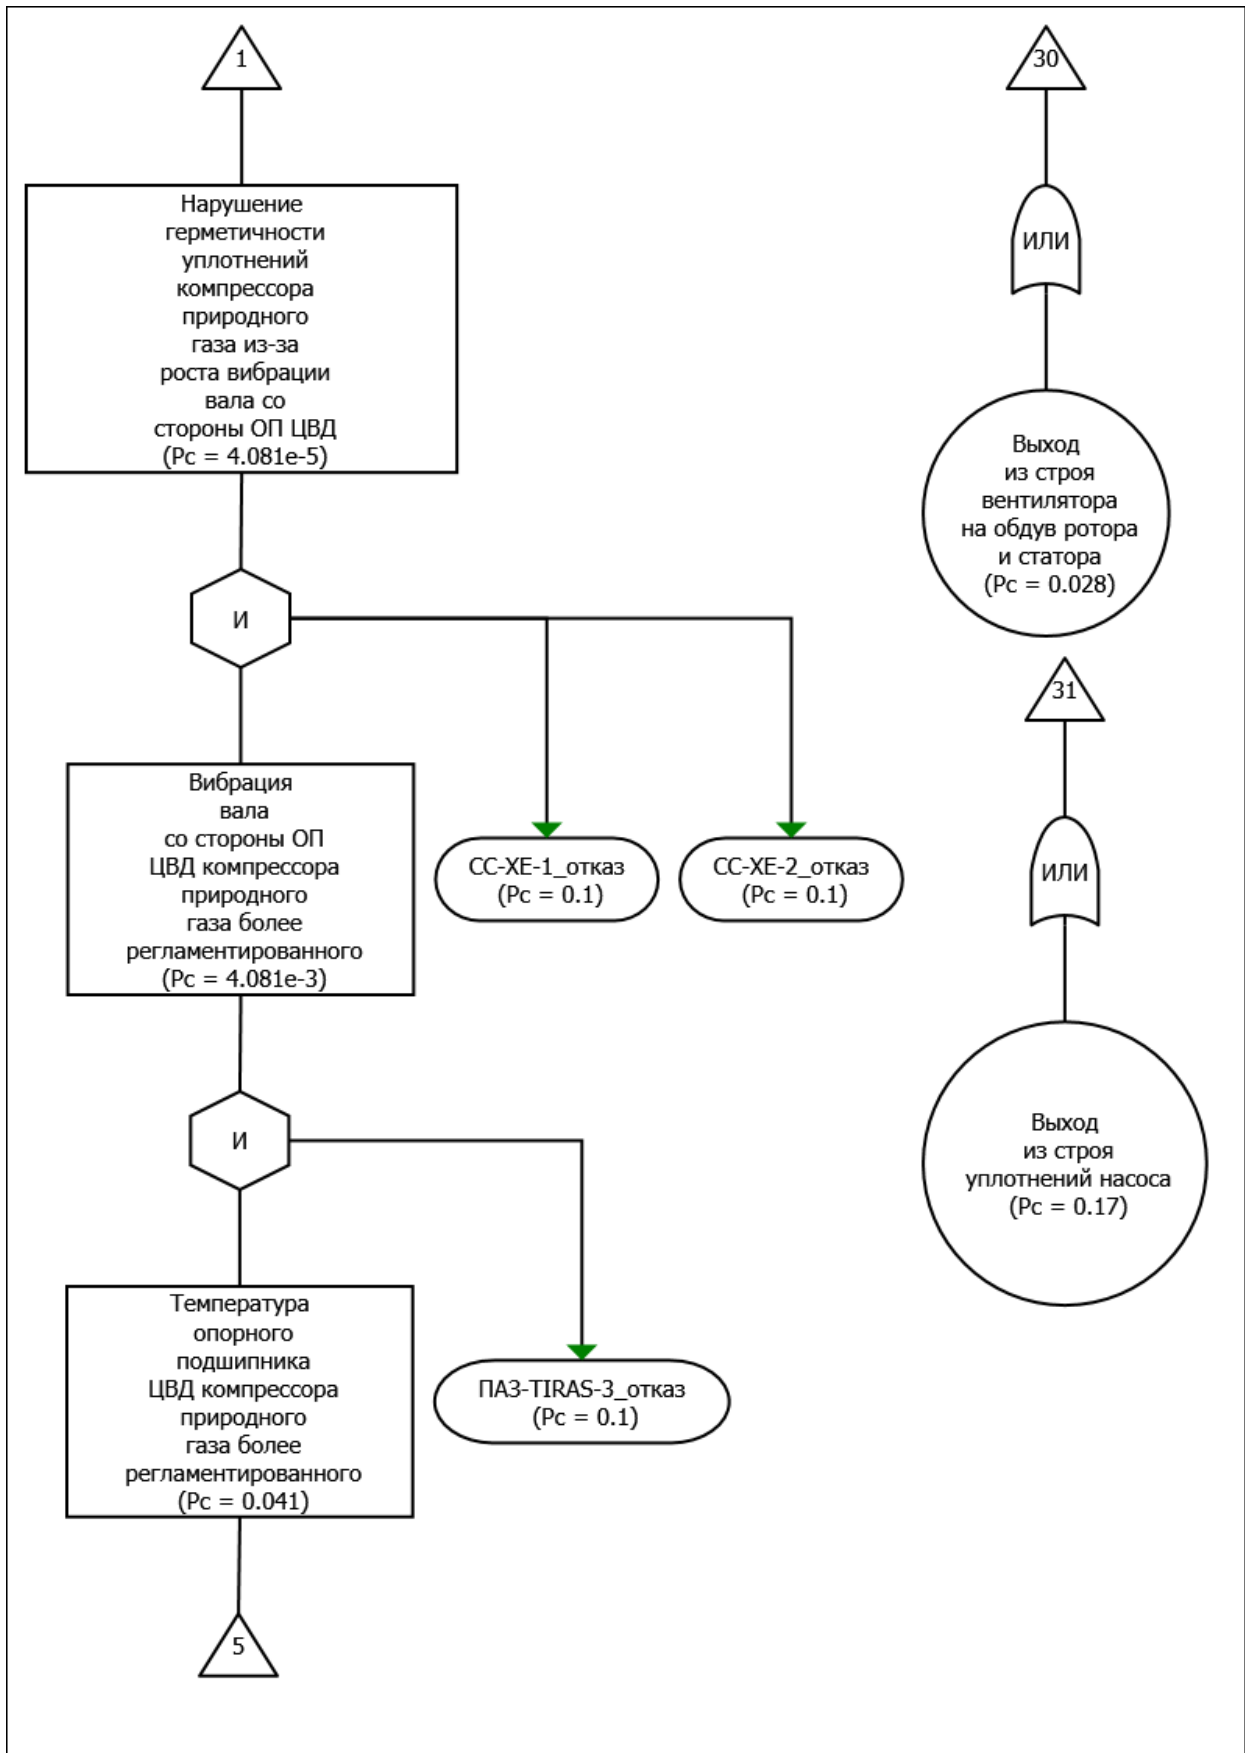 1
Нарушение
герметичности
уплотнений
компрессора
природного
газа из-за
роста вибрации
вала со
стороны ОП ЦВД
(Pc = 4.081e-5)
И
Вибрация
вала
со стороны ОП
ЦВД компрессора
природного
газа более
регламентированного
(Pc = 4.081e-3)
СС-ХЕ-1_отказ
(Pc = 0.1)
СС-ХЕ-2_отказ
(Pc = 0.1)
И
Температура
опорного
подшипника
ЦВД компрессора
природного
газа более
регламентированного
(Pc = 0.041)
ПАЗ-TIRAS-3_отказ
(Pc = 0.1)
5
30
ИЛИ
Выход
из строя
вентилятора
на обдув ротора
и статора
(Pc = 0.028)
31
ИЛИ
Выход
из строя
уплотнений насоса
(Pc = 0.17)